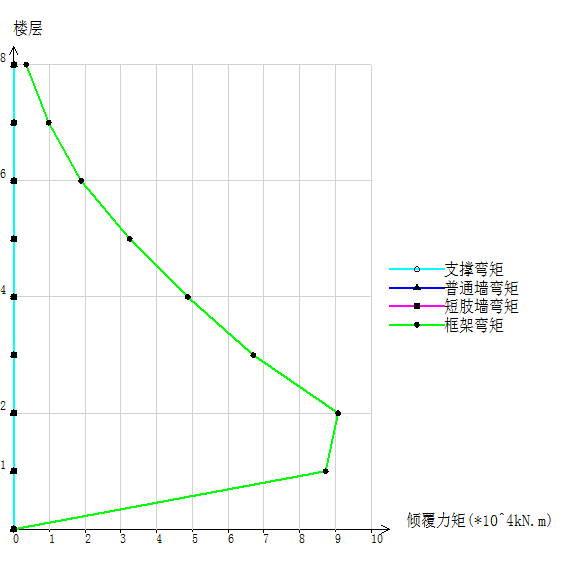 楼层
8
6
4
2
1
支撑弯矩
普通墙弯矩
短肢墙弯矩
框架弯矩
0 1 2 3 4 5 6 7 8 9 10
倾覆力矩(*10^4kN.m)